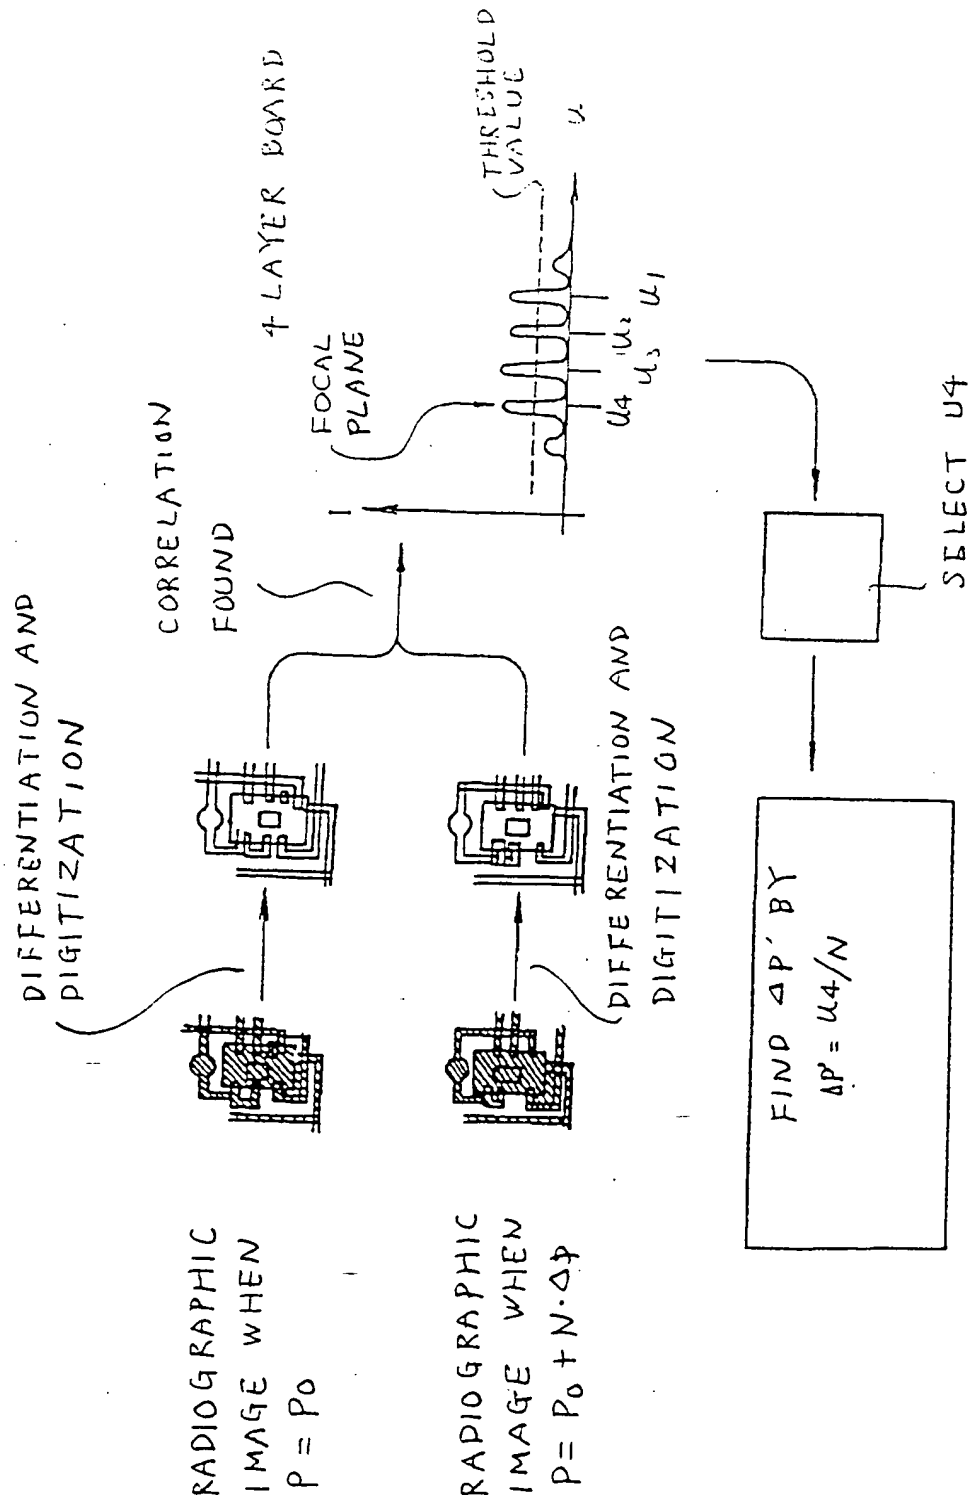 RADIOGRAPHIC
IMAGE WHEN
P = P0
DIFFERENTIATION AND
DIGITIZATION
RADIOGRAPHIC
IMAGE WHEN
P = P0 + N·Δp
DIFFERENTIATION AND
DIGITIZATION
CORRELATION
FOUND
4 LAYER BOARD
FOCAL
PLANE
THRESHOLD
VALUE
I
u
u4
u3
u2
u1
SELECT U4
FIND ΔP' BY
ΔP' = U4/N